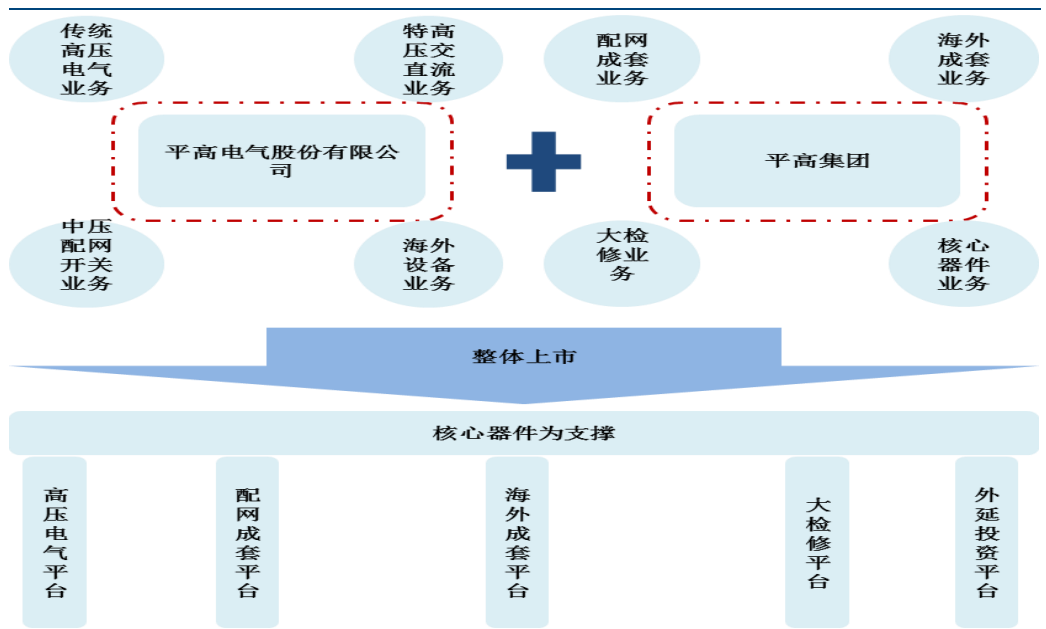 传统
高压
电气
业务
特高
压交
直流
业务
配网
成套
业务
海外
成套
业务
平高电气股份有限公
司
平高集团
中压
配网
开关
业务
海外
设备
业务
大检
修业
务
核心
器件
业务
整体上市
核心器件为支撑
高压电气平台
配网成套平台
海外成套平台
大检修平台
外延投资平台